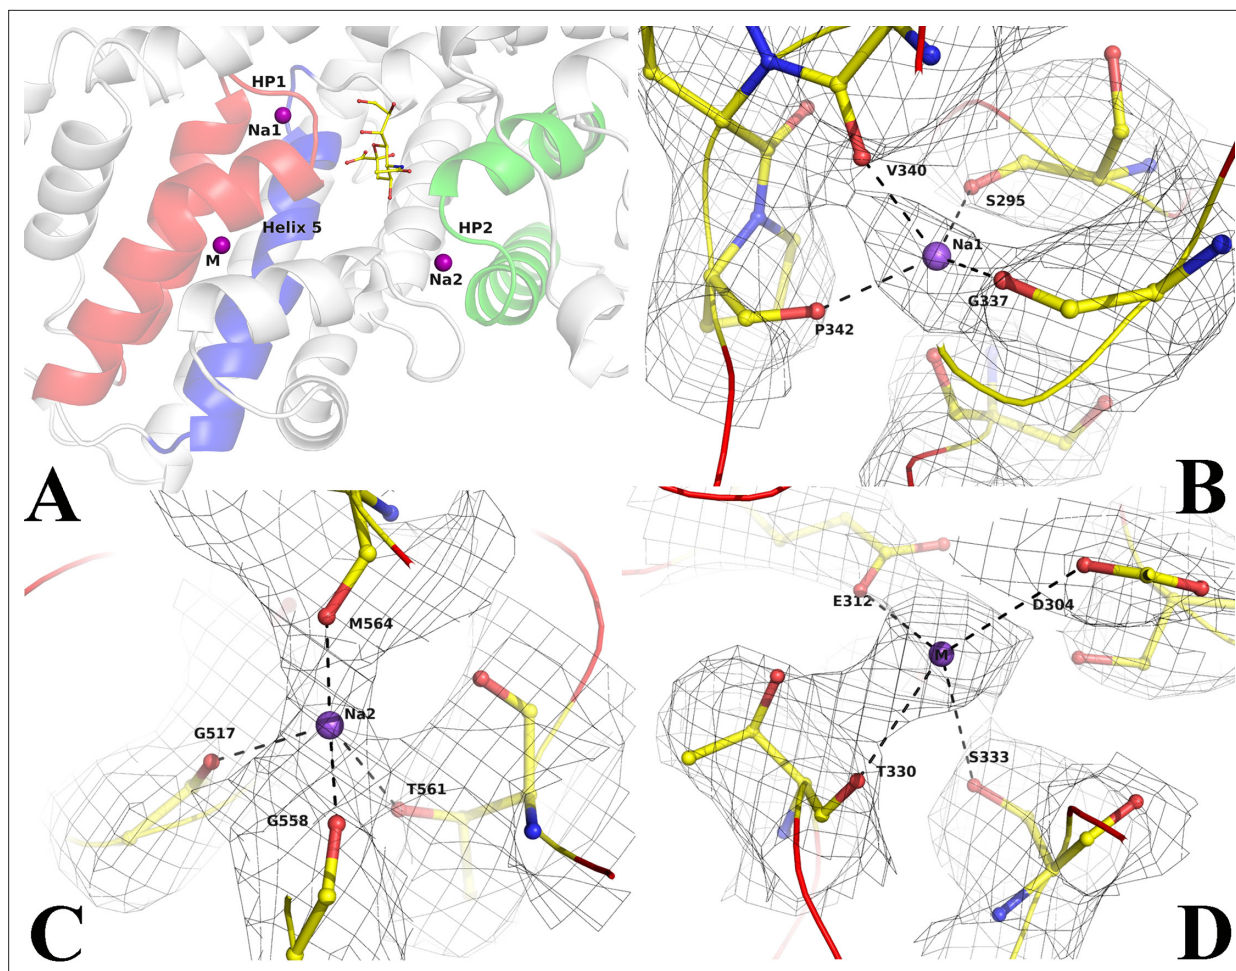 HP1
Na1
Helix 5
M
HP2
Na2
A
V340
S295
Na1
G337
P342
B
M564
Na2
G517
T561
G558
C
E312
D304
M
S333
T330
D